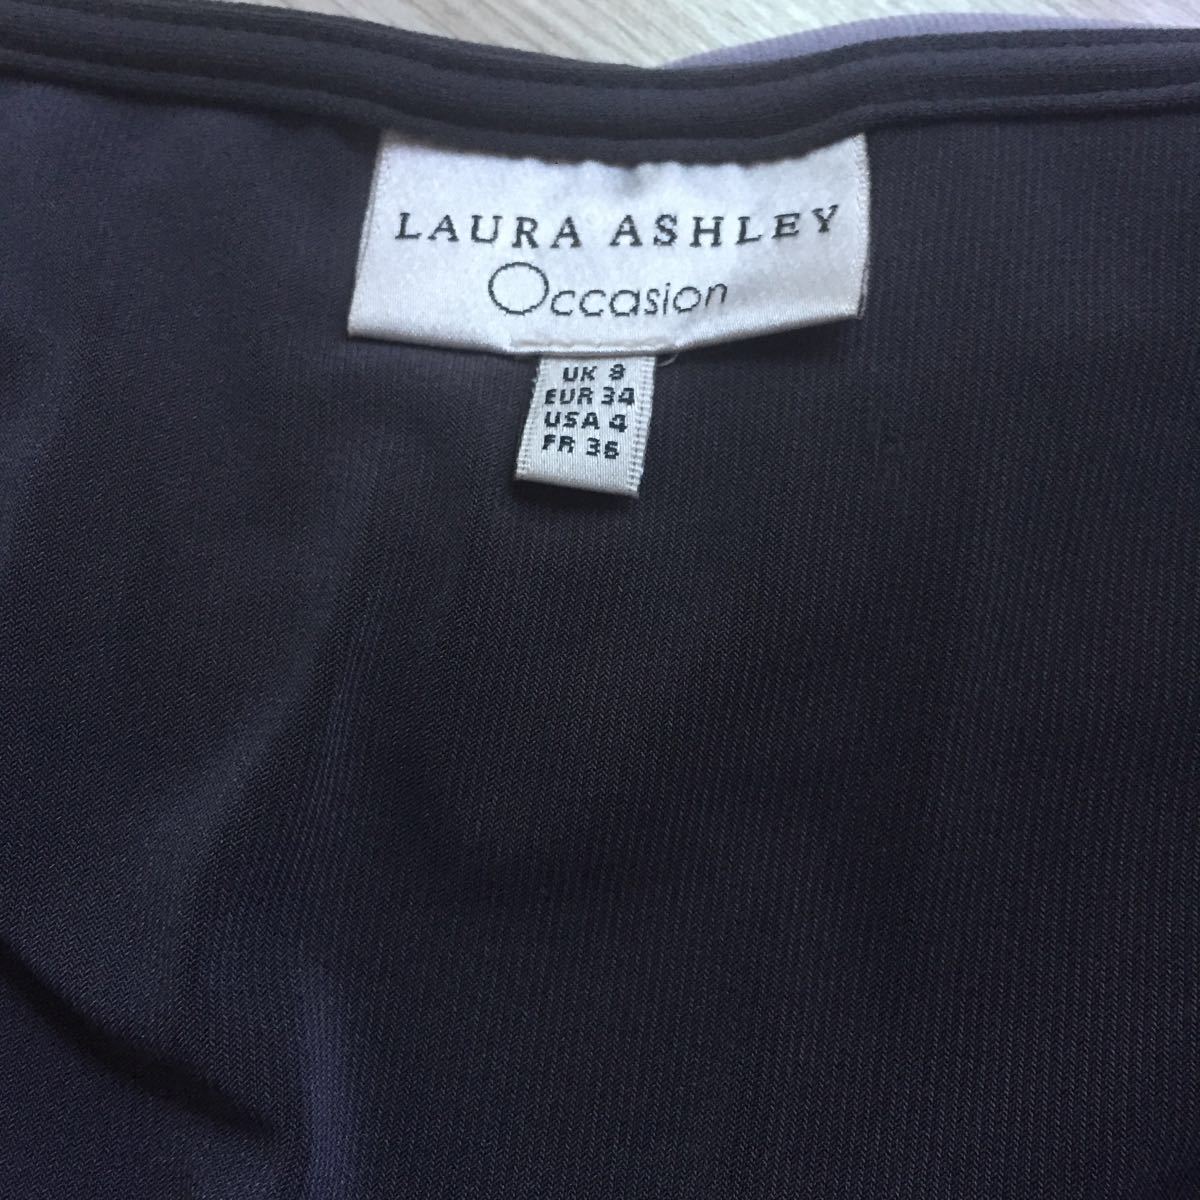 LAURA ASHLEY
Occasion
UK 8
EUR 34
USA 4
FR 36